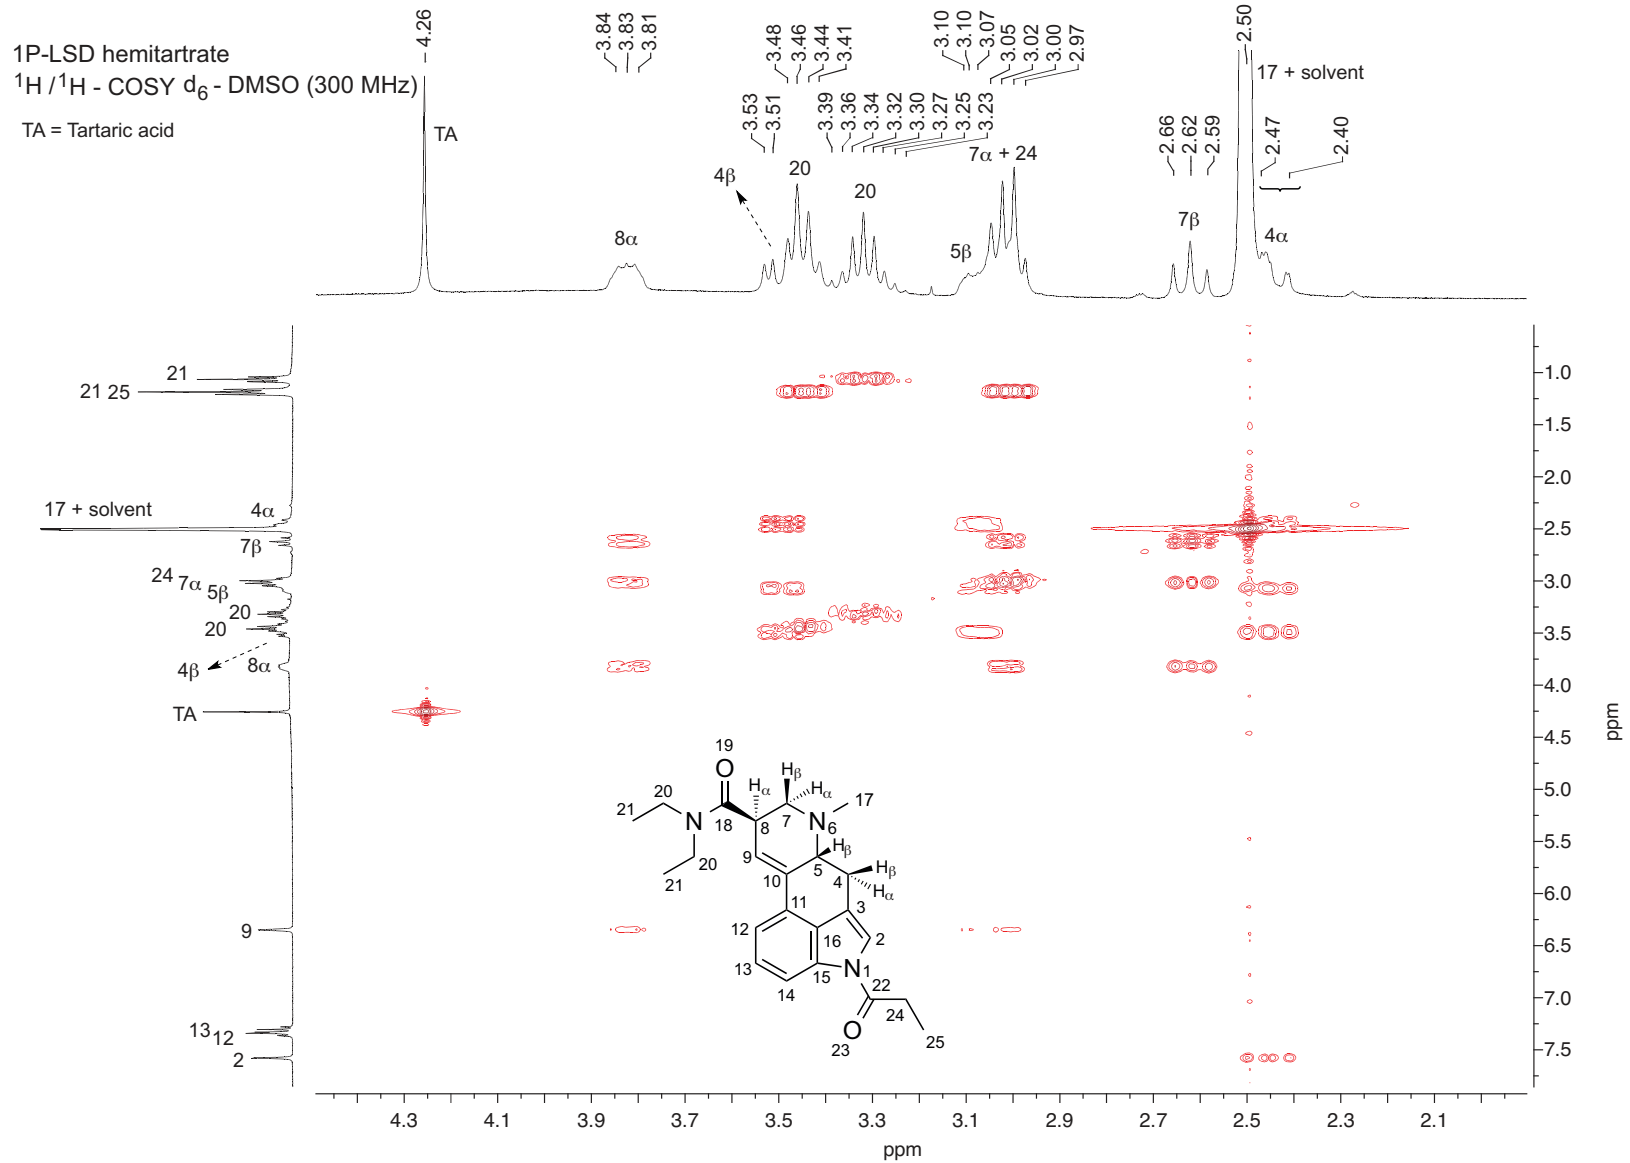 1P-LSD hemitartrate
1H /1H - COSY d6 - DMSO (300 MHz)
TA = Tartaric acid
4.26
3.84
3.83
3.81
3.53
3.51
3.48
3.46
3.44
3.41
3.39
3.36
3.34
3.32
3.30
3.27
3.25
3.23
3.10
3.10
3.07
3.05
3.02
3.00
2.97
2.66
2.62
2.59
2.50
2.47
2.40
17 + solvent
TA
8α
4β
20
20
5β
7α + 24
7β
4α
21
21 25
17 + solvent
4α
7β
24 7α 5β
20
20
4β
8α
TA
9
13 12
2
19
O
Hα
Hβ
Hα
17
20
21
N
18
8
7
N
6
Hβ
20
21
9
10
5
4
Hβ
Hα
11
3
12
16
2
13
15
N1
14
22
24
O
23
25
1.0
1.5
2.0
2.5
3.0
3.5
4.0
4.5
5.0
5.5
6.0
6.5
7.0
7.5
ppm
4.3
4.1
3.9
3.7
3.5
3.3
3.1
2.9
2.7
2.5
2.3
2.1
ppm